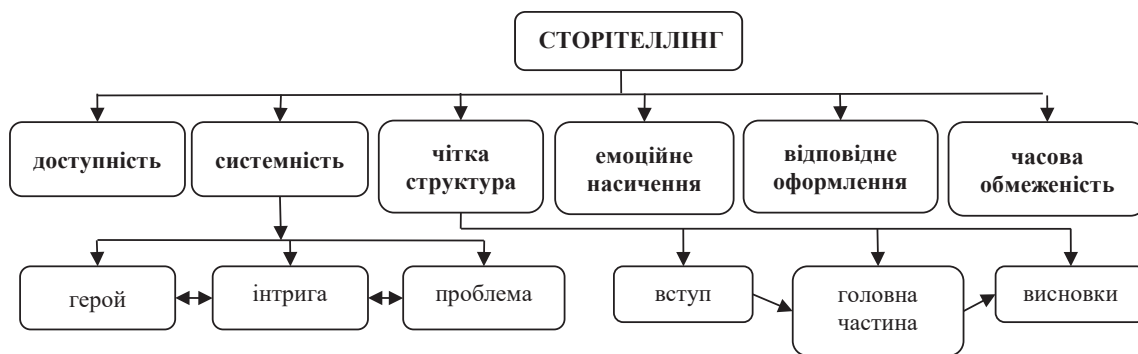 СТОРІТЕЛЛІНГ
доступність
системність
чітка
структура
емоційне
насичення
відповідне
оформлення
часова
обмеженість
герой
інтрига
проблема
вступ
головна
частина
висновки